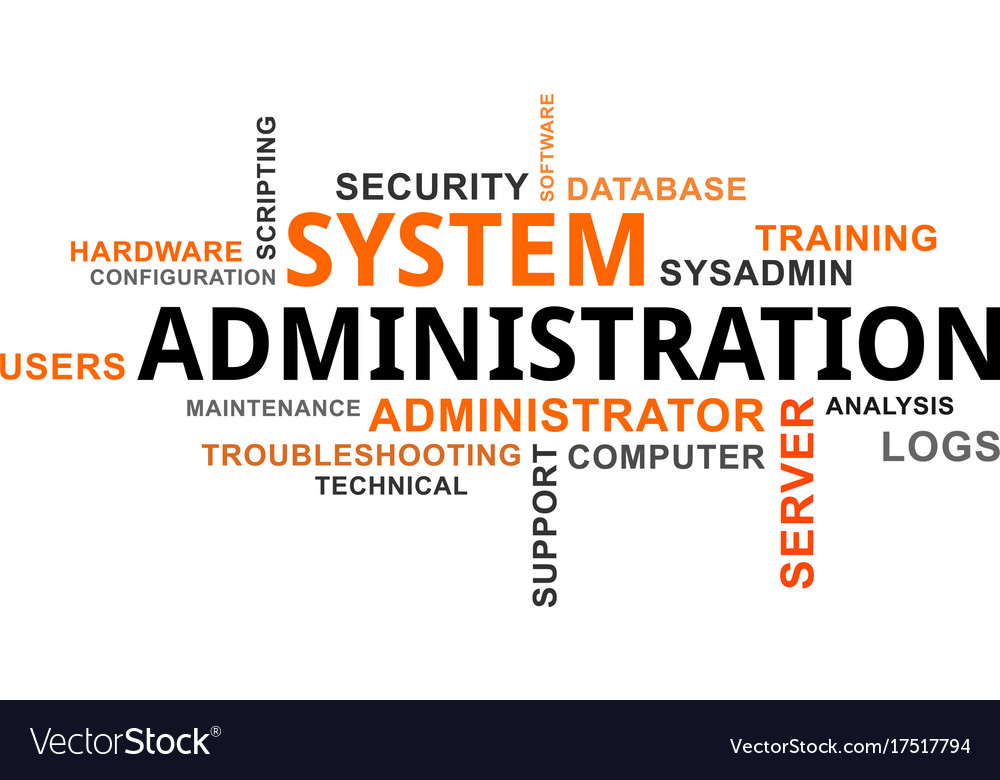 SOFTWARE
SCRIPTING
SECURITY
DATABASE
SYSTEM
TRAINING
HARDWARE
SYSADMIN
CONFIGURATION
ADMINISTRATION
USERS
MAINTENANCE
ADMINISTRATOR
ANALYSIS
SERVER
LOGS
TROUBLESHOOTING
COMPUTER
SUPPORT
TECHNICAL
VectorStock®
VectorStock.com/17517794